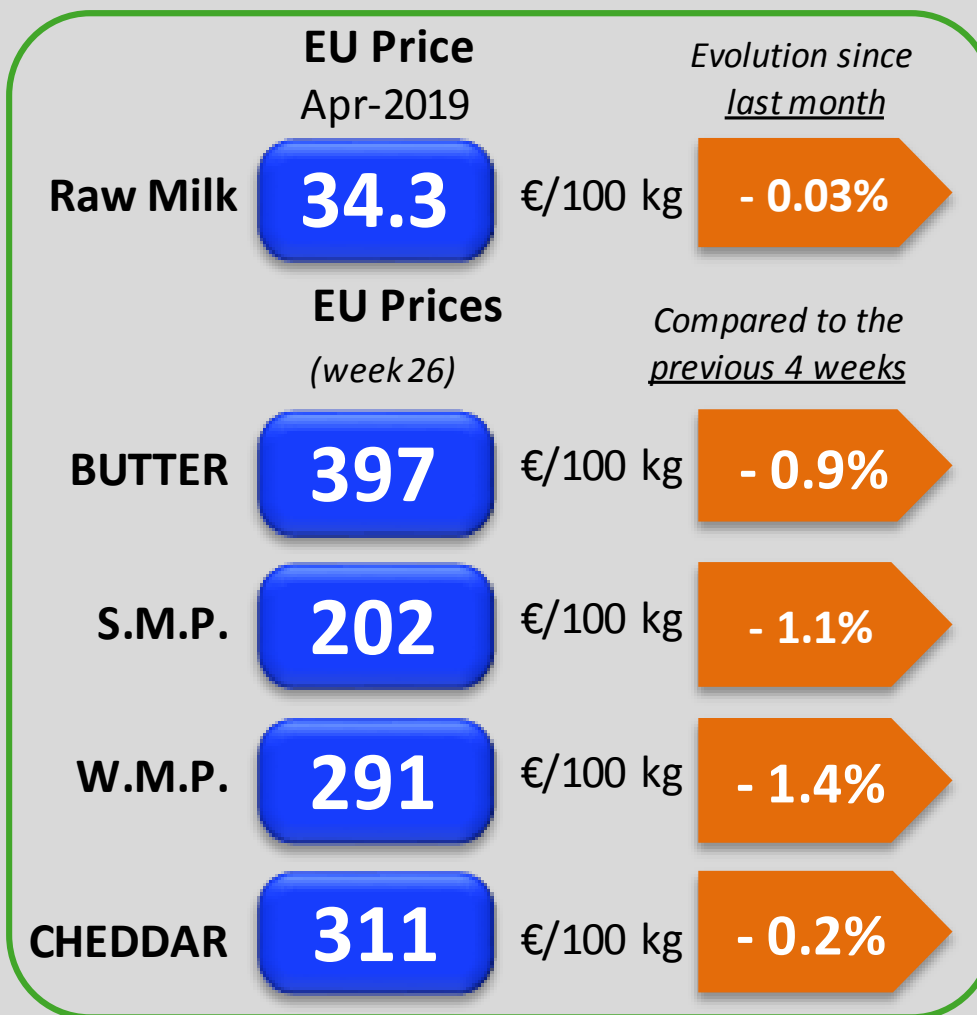 EU Price
Apr-2019
Evolution since
last month
Raw Milk 34.3 €/100 kg - 0.03%
EU Prices
(week 26)
Compared to the
previous 4 weeks
BUTTER 397 €/100 kg - 0.9%
S.M.P. 202 €/100 kg - 1.1%
W.M.P. 291 €/100 kg - 1.4%
CHEDDAR 311 €/100 kg - 0.2%